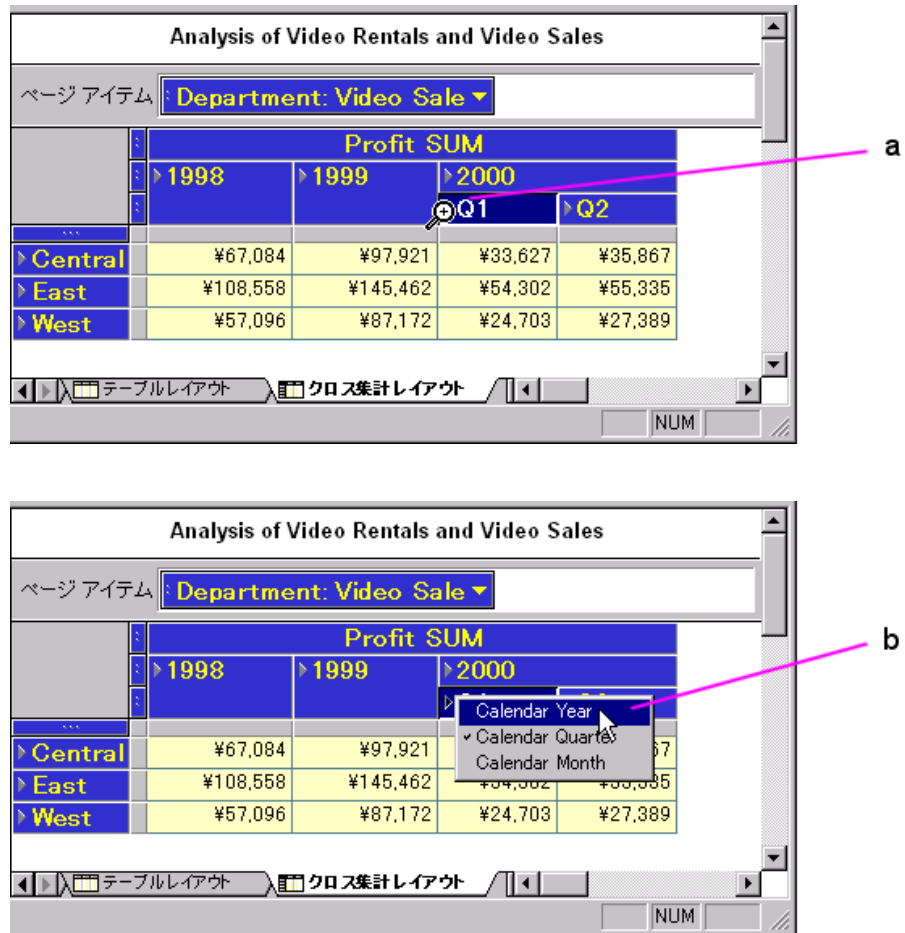 Analysis of Video Rentals and Video Sales
ページ アイテム Department: Video Sale
a
Profit SUM
1998 1999 2000
Q1 Q2
Central ¥67,084 ¥97,921 ¥33,627 ¥35,867
East ¥108,558 ¥145,462 ¥54,302 ¥55,335
West ¥57,096 ¥87,172 ¥24,703 ¥27,389
テーブルレイアウト クロス集計レイアウト
NUM
Analysis of Video Rentals and Video Sales
ページ アイテム Department: Video Sale
Profit SUM
b
1998 1999 2000
Calendar Year
Calendar Quarter
Calendar Month
Central ¥67,084 ¥97,921 67
East ¥108,558 ¥145,462
West ¥57,096 ¥87,172 ¥24,703 ¥27,389
テーブルレイアウト クロス集計レイアウト
NUM